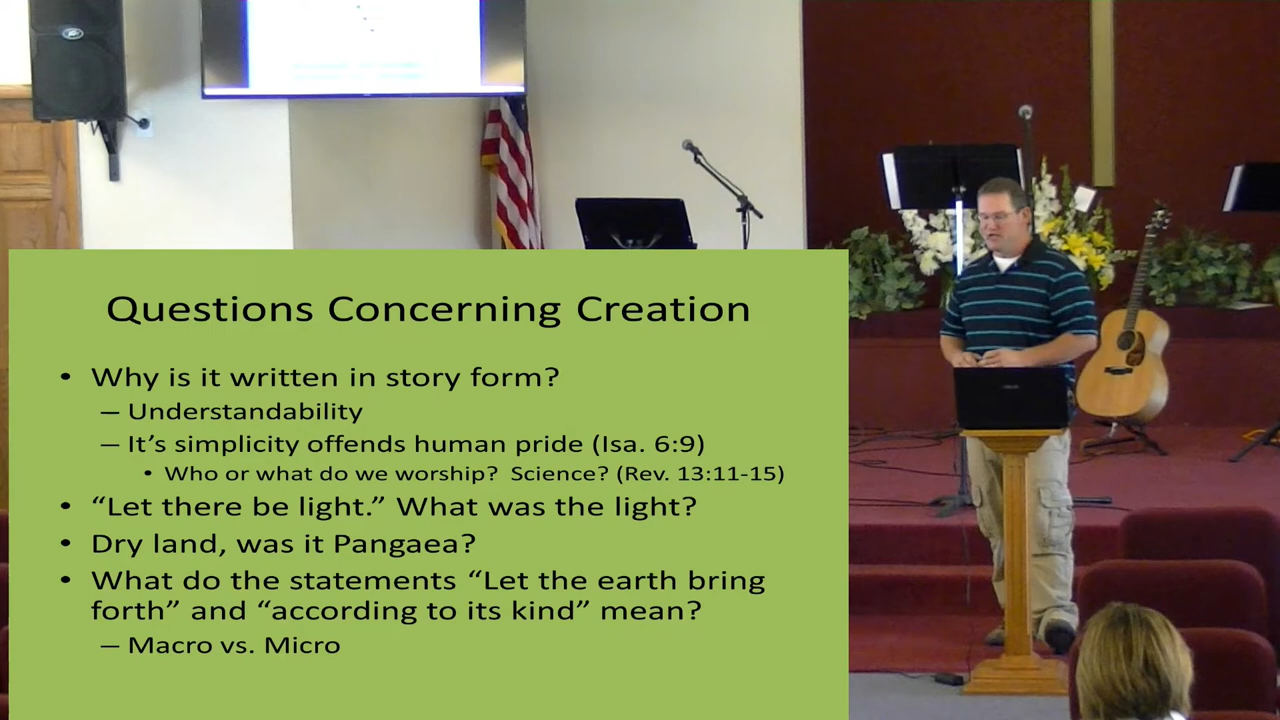 Questions Concerning Creation
• Why is it written in story form?
– Understandability
– It's simplicity offends human pride (Isa. 6:9)
• Who or what do we worship? Science? (Rev. 13:11-15)
• “Let there be light.” What was the light?
• Dry land, was it Pangaea?
• What do the statements “Let the earth bring
forth” and “according to its kind” mean?
– Macro vs. Micro